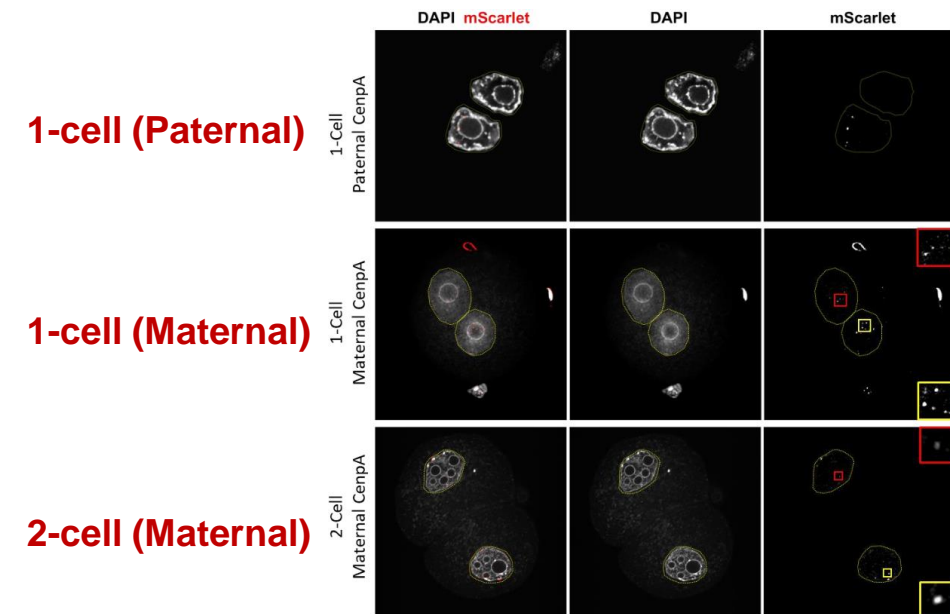 DAPI mScarlet
DAPI
mScarlet
1-cell (Paternal)
1-Cell
Paternal CenpA
1-cell (Maternal)
1-Cell
Maternal CenpA
2-cell (Maternal)
2-Cell
Maternal CenpA